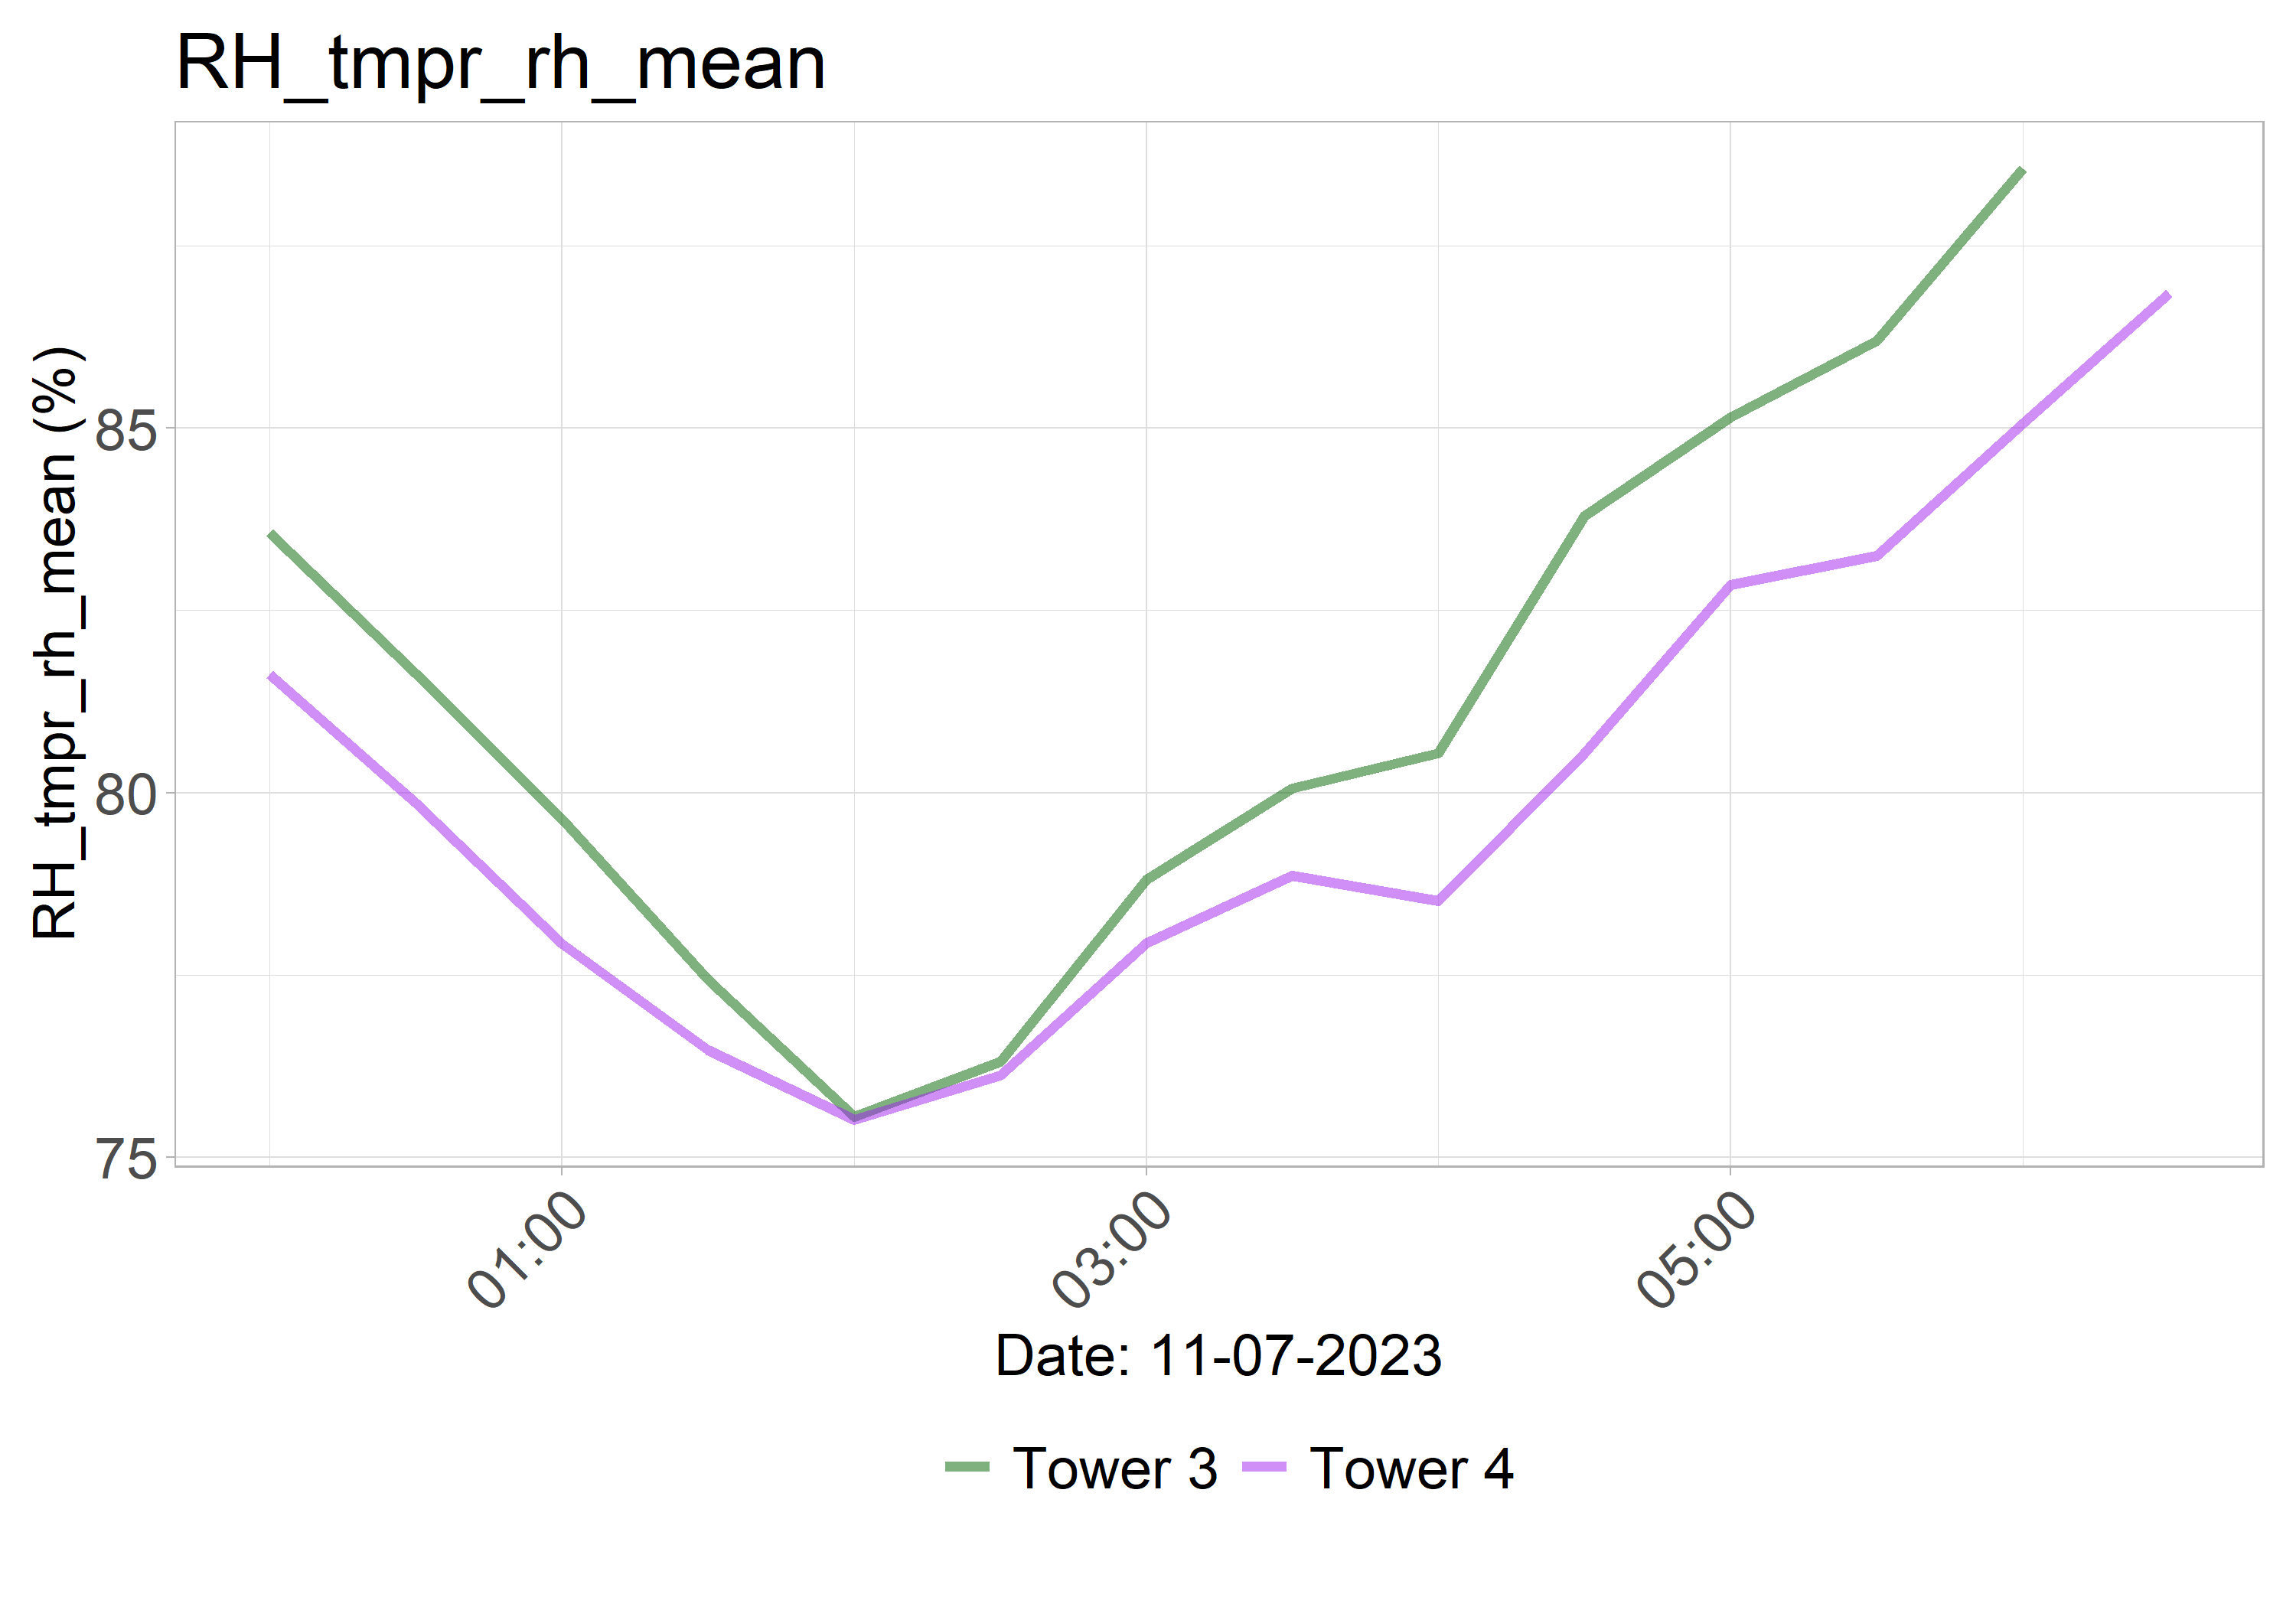 RH_tmpr_rh_mean
RH_tmpr_rh_mean (%)
85
80
75
01:00
03:00
05:00
Date: 11-07-2023
Tower 3
Tower 4